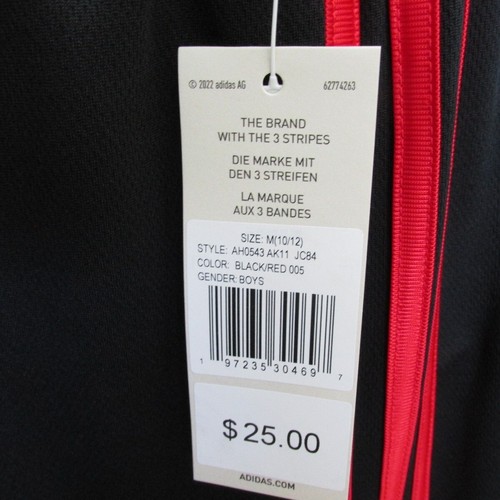 © 2022 adidas AG 62774263
THE BRAND
WITH THE 3 STRIPES
DIE MARKE MIT
DEN 3 STREIFEN
LA MARQUE
AUX 3 BANDES
SIZE: M(10/12)
STYLE: AH0543 AK11 JC84
COLOR: BLACK/RED 005
GENDER: BOYS
1 97235 30469 7
$25.00
ADIDAS.COM